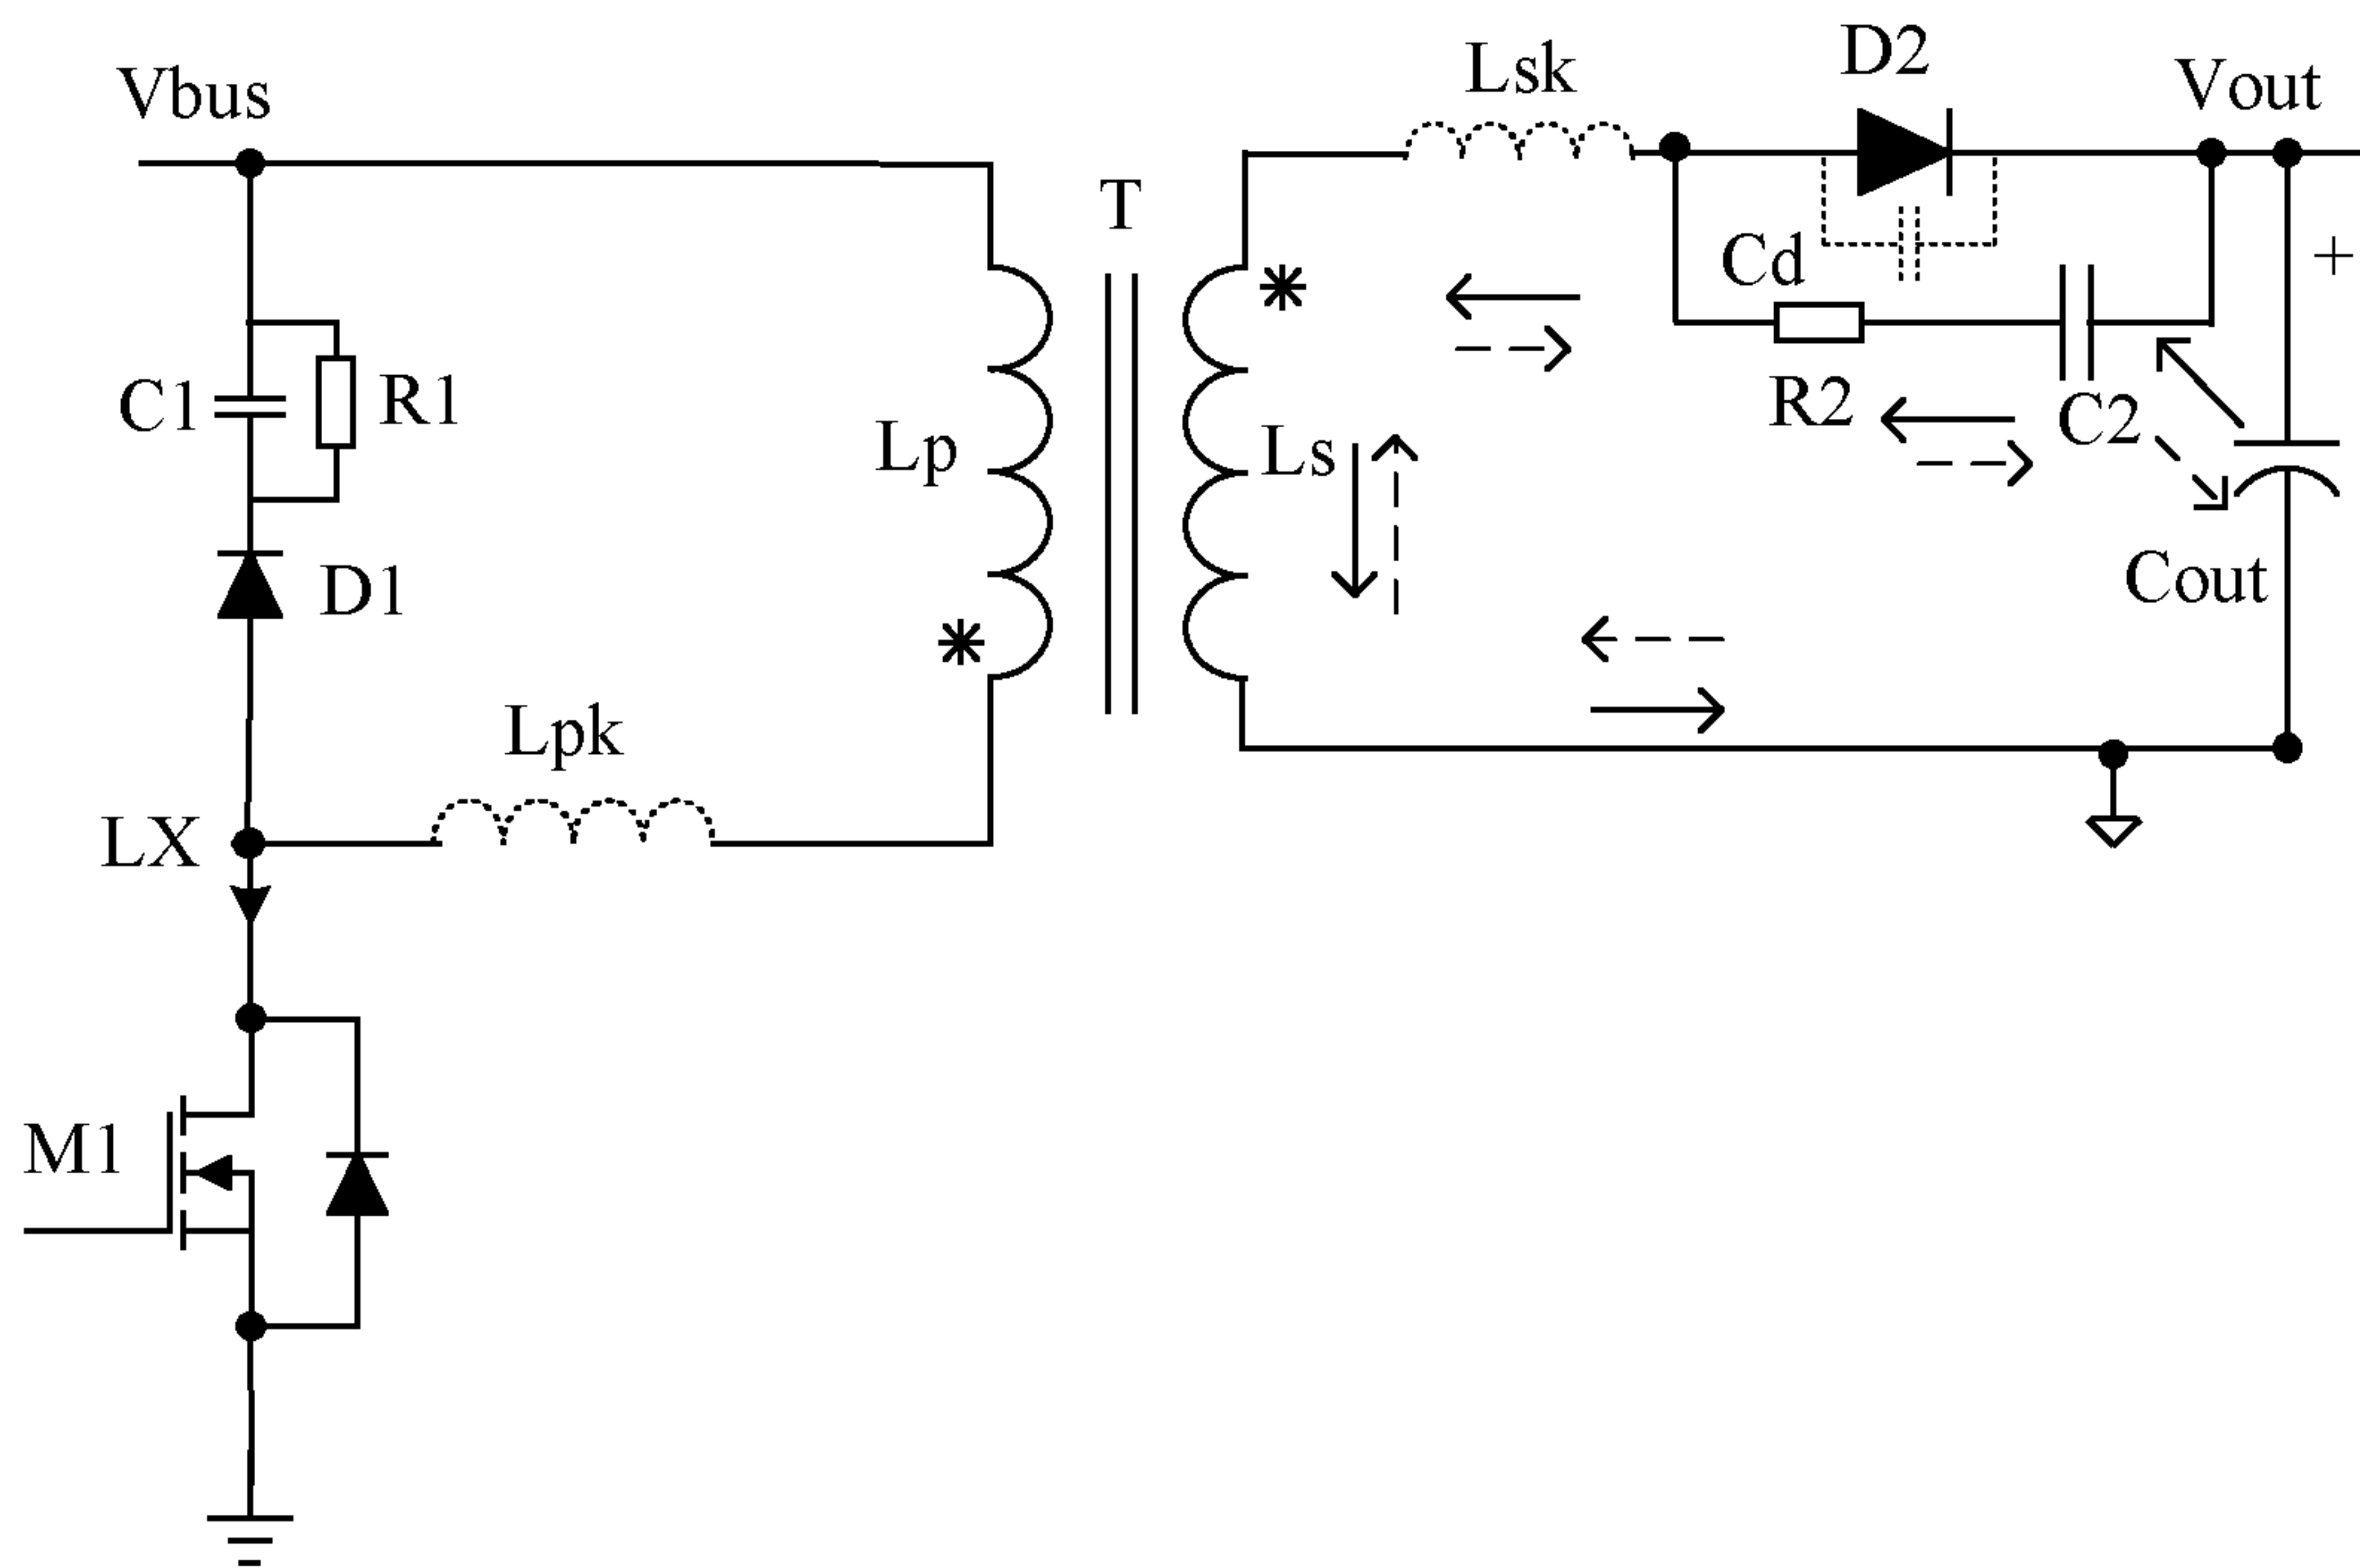 Vbus
Lsk
D2
Vout
T
Cd
+
C1
R1
R2
C2
Lp
Ls
D1
Cout
Lpk
LX
M1